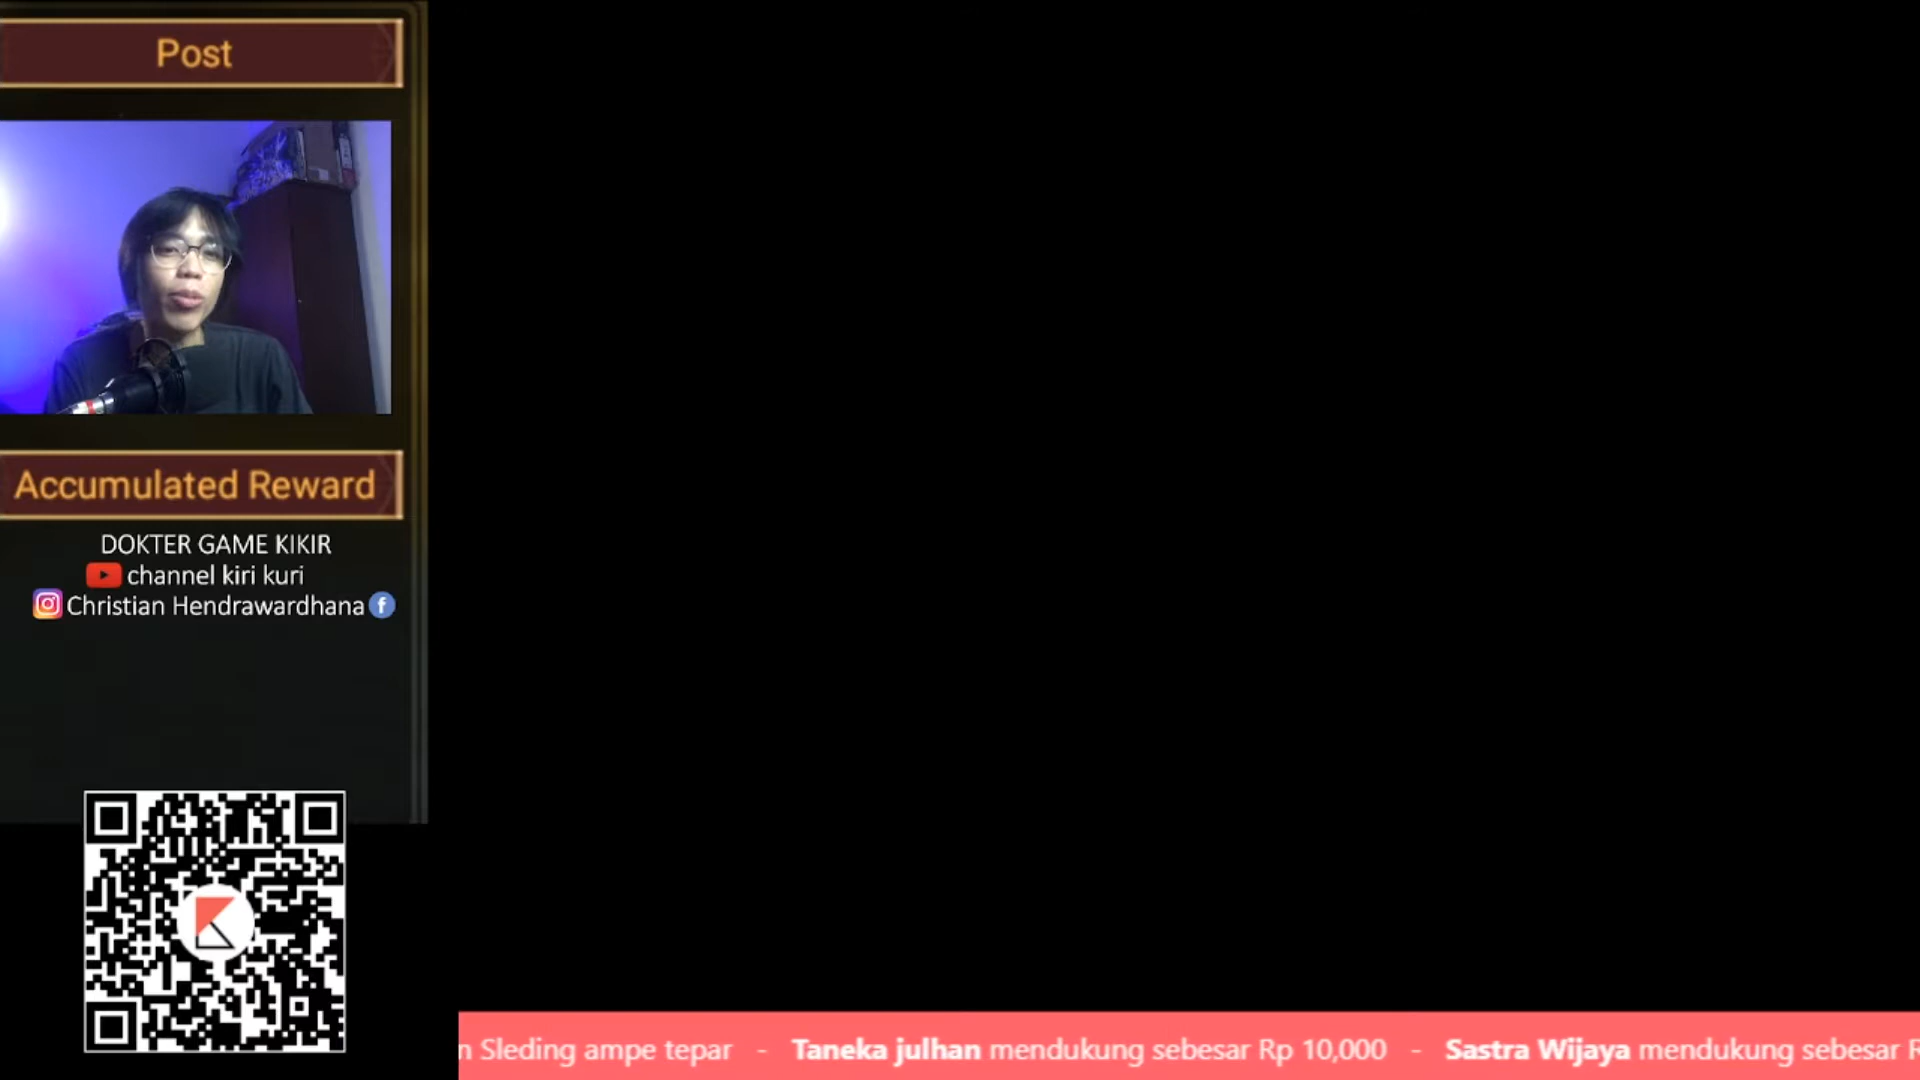 Post
Accumulated Reward
DOKTER GAME KIKIR
channel kiri kuri
Christian Hendrawardhana
Sleding ampe tepar - Taneka julhan mendukung sebesar Rp 10,000 - Sastra Wijaya mendukung sebesar